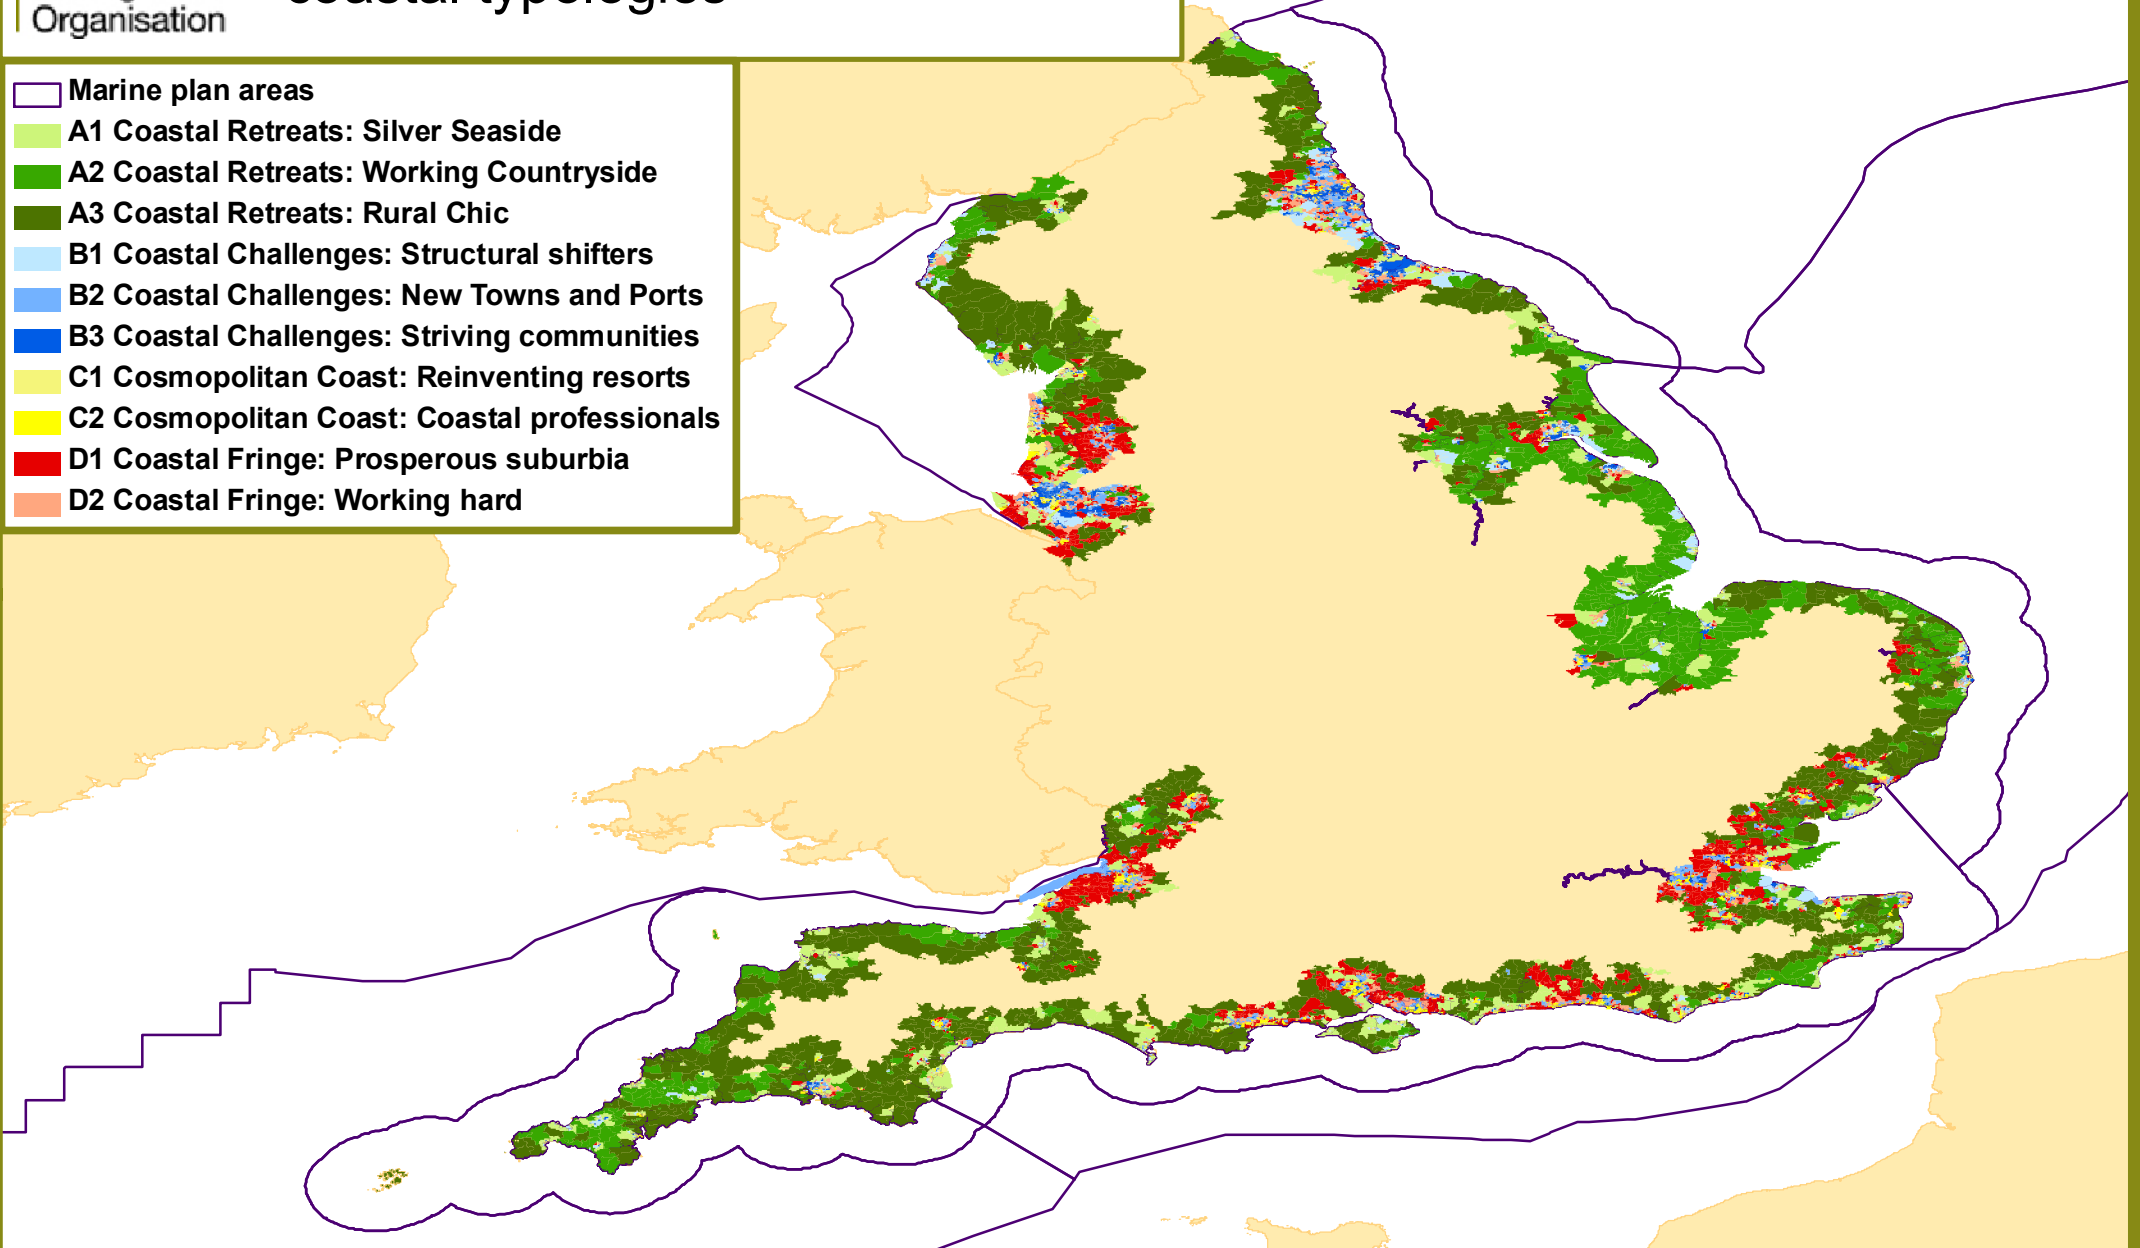 coastal typologies
Organisation
Marine plan areas
A1 Coastal Retreats: Silver Seaside
A2 Coastal Retreats: Working Countryside
A3 Coastal Retreats: Rural Chic
B1 Coastal Challenges: Structural shifters
B2 Coastal Challenges: New Towns and Ports
B3 Coastal Challenges: Striving communities
C1 Cosmopolitan Coast: Reinventing resorts
C2 Cosmopolitan Coast: Coastal professionals
D1 Coastal Fringe: Prosperous suburbia
D2 Coastal Fringe: Working hard